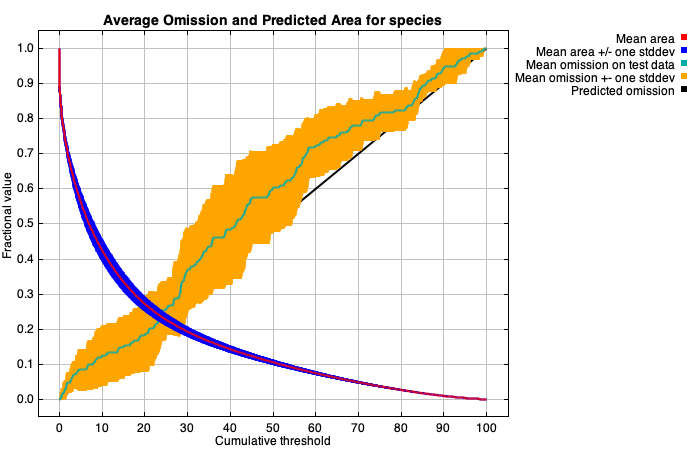 Average Omission and Predicted Area for species
Mean area
Mean area +/- one stddev
Mean omission on test data
Mean omission +- one stddev
Predicted omission
Fractional value
1.0
0.9
0.8
0.7
0.6
0.5
0.4
0.3
0.2
0.1
0.0
0 10 20 30 40 50 60 70 80 90 100
Cumulative threshold